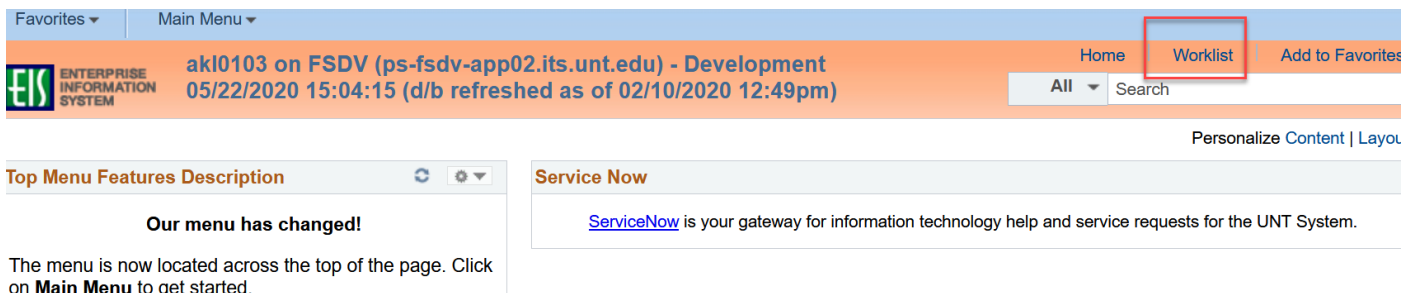 Favorites Main Menu
Home Worklist Add to Favorites
EIS ENTERPRISE INFORMATION SYSTEM
akl0103 on FSDV (ps-fsdv-app02.its.unt.edu) - Development
05/22/2020 15:04:15 (d/b refreshed as of 02/10/2020 12:49pm)
All Search
Personalize Content | Layou
Top Menu Features Description
Service Now
Our menu has changed!
ServiceNow is your gateway for information technology help and service requests for the UNT System.
The menu is now located across the top of the page. Click
on Main Menu to get started.